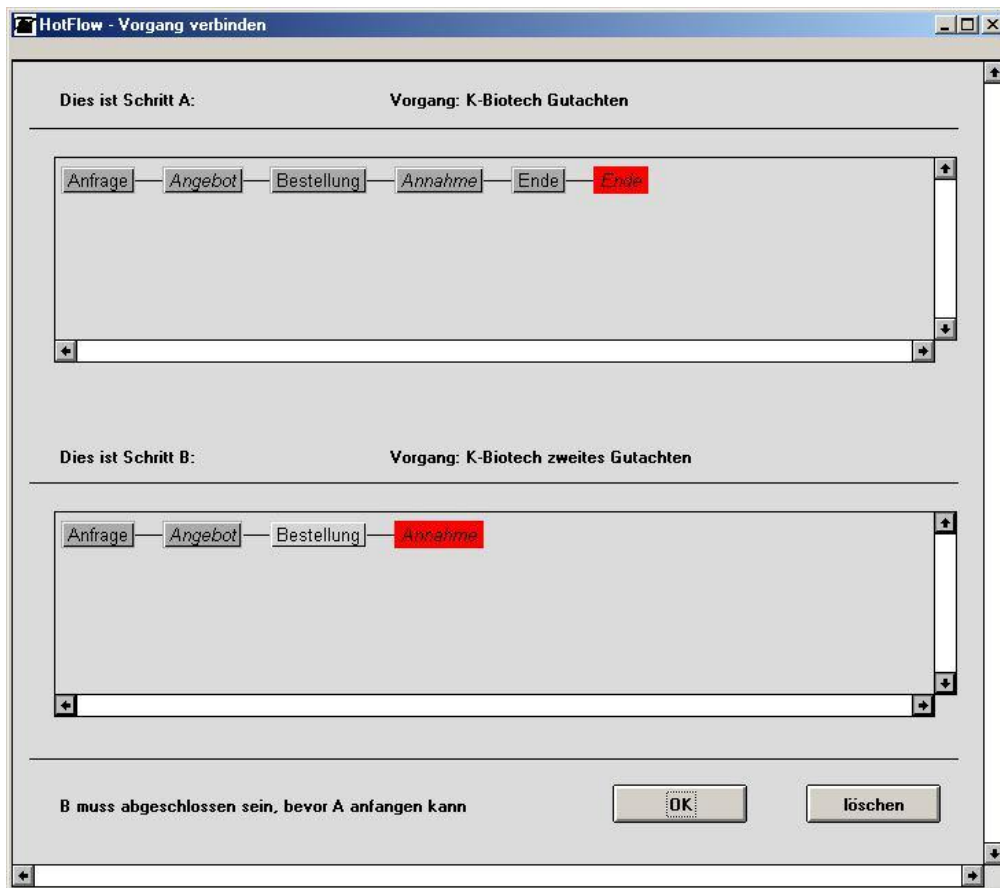 HotFlow - Vorgang verbinden
Dies ist Schritt A: Vorgang: K-Biotech Gutachten
Anfrage Angebot Bestellung Annahme Ende Ende
Dies ist Schritt B: Vorgang: K-Biotech zweites Gutachten
Anfrage Angebot Bestellung Annahme
B muss abgeschlossen sein, bevor A anfangen kann OK löschen